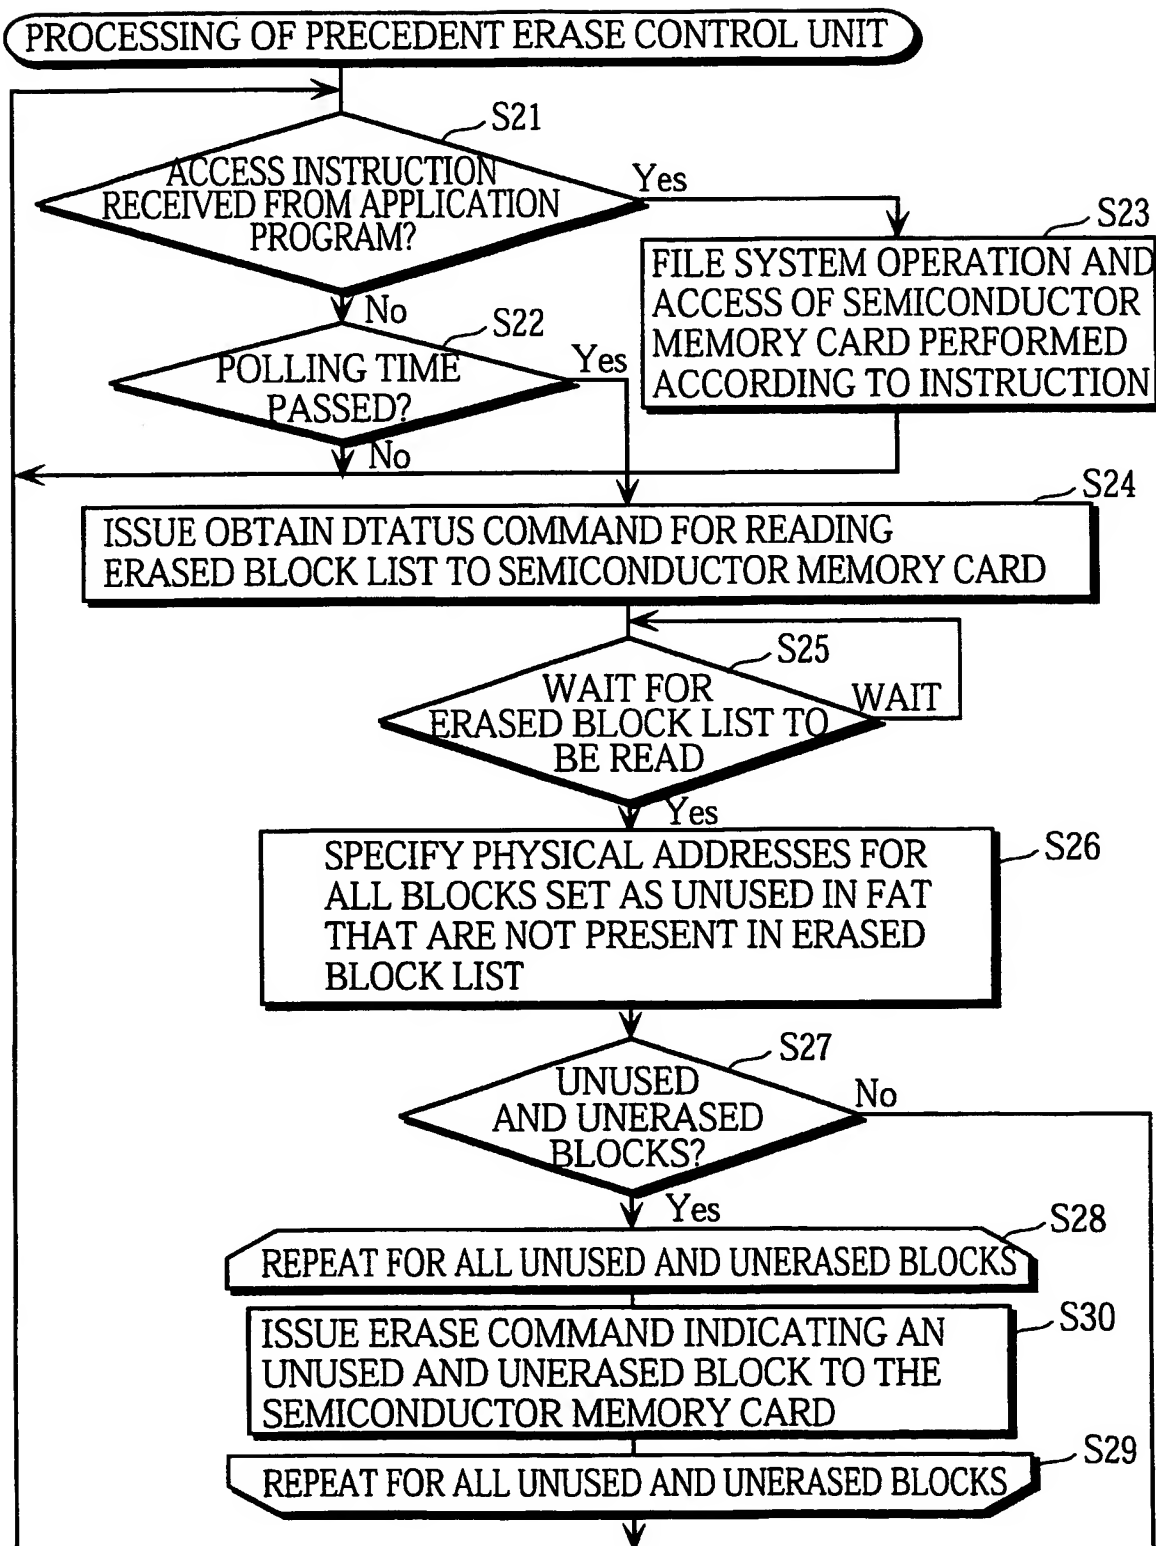 PROCESSING OF PRECEDENT ERASE CONTROL UNIT
S21
ACCESS INSTRUCTION
RECEIVED FROM APPLICATION
PROGRAM?
Yes
No
S23
FILE SYSTEM OPERATION AND
ACCESS OF SEMICONDUCTOR
MEMORY CARD PERFORMED
ACCORDING TO INSTRUCTION
S22
POLLING TIME
PASSED?
Yes
No
S24
ISSUE OBTAIN DTATUS COMMAND FOR READING
ERASED BLOCK LIST TO SEMICONDUCTOR MEMORY CARD
S25
WAIT FOR
ERASED BLOCK LIST TO
BE READ
WAIT
Yes
S26
SPECIFY PHYSICAL ADDRESSES FOR
ALL BLOCKS SET AS UNUSED IN FAT
THAT ARE NOT PRESENT IN ERASED
BLOCK LIST
S27
UNUSED
AND UNERASED
BLOCKS?
No
Yes
S28
REPEAT FOR ALL UNUSED AND UNERASED BLOCKS
S30
ISSUE ERASE COMMAND INDICATING AN
UNUSED AND UNERASED BLOCK TO THE
SEMICONDUCTOR MEMORY CARD
S29
REPEAT FOR ALL UNUSED AND UNERASED BLOCKS